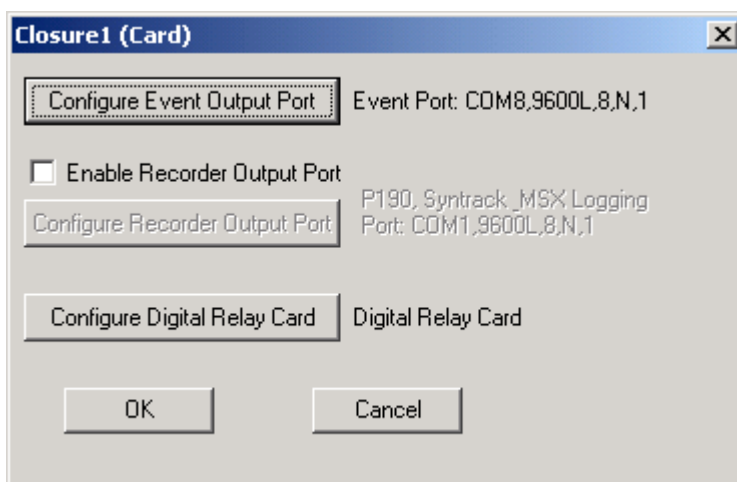 Closure1 (Card)
Configure Event Output Port Event Port: COM8,9600L,8,N,1
Enable Recorder Output Port
P190, Syntrack_MSX Logging
Configure Recorder Output Port Port: COM1,9600L,8,N,1
Configure Digital Relay Card Digital Relay Card
OK Cancel